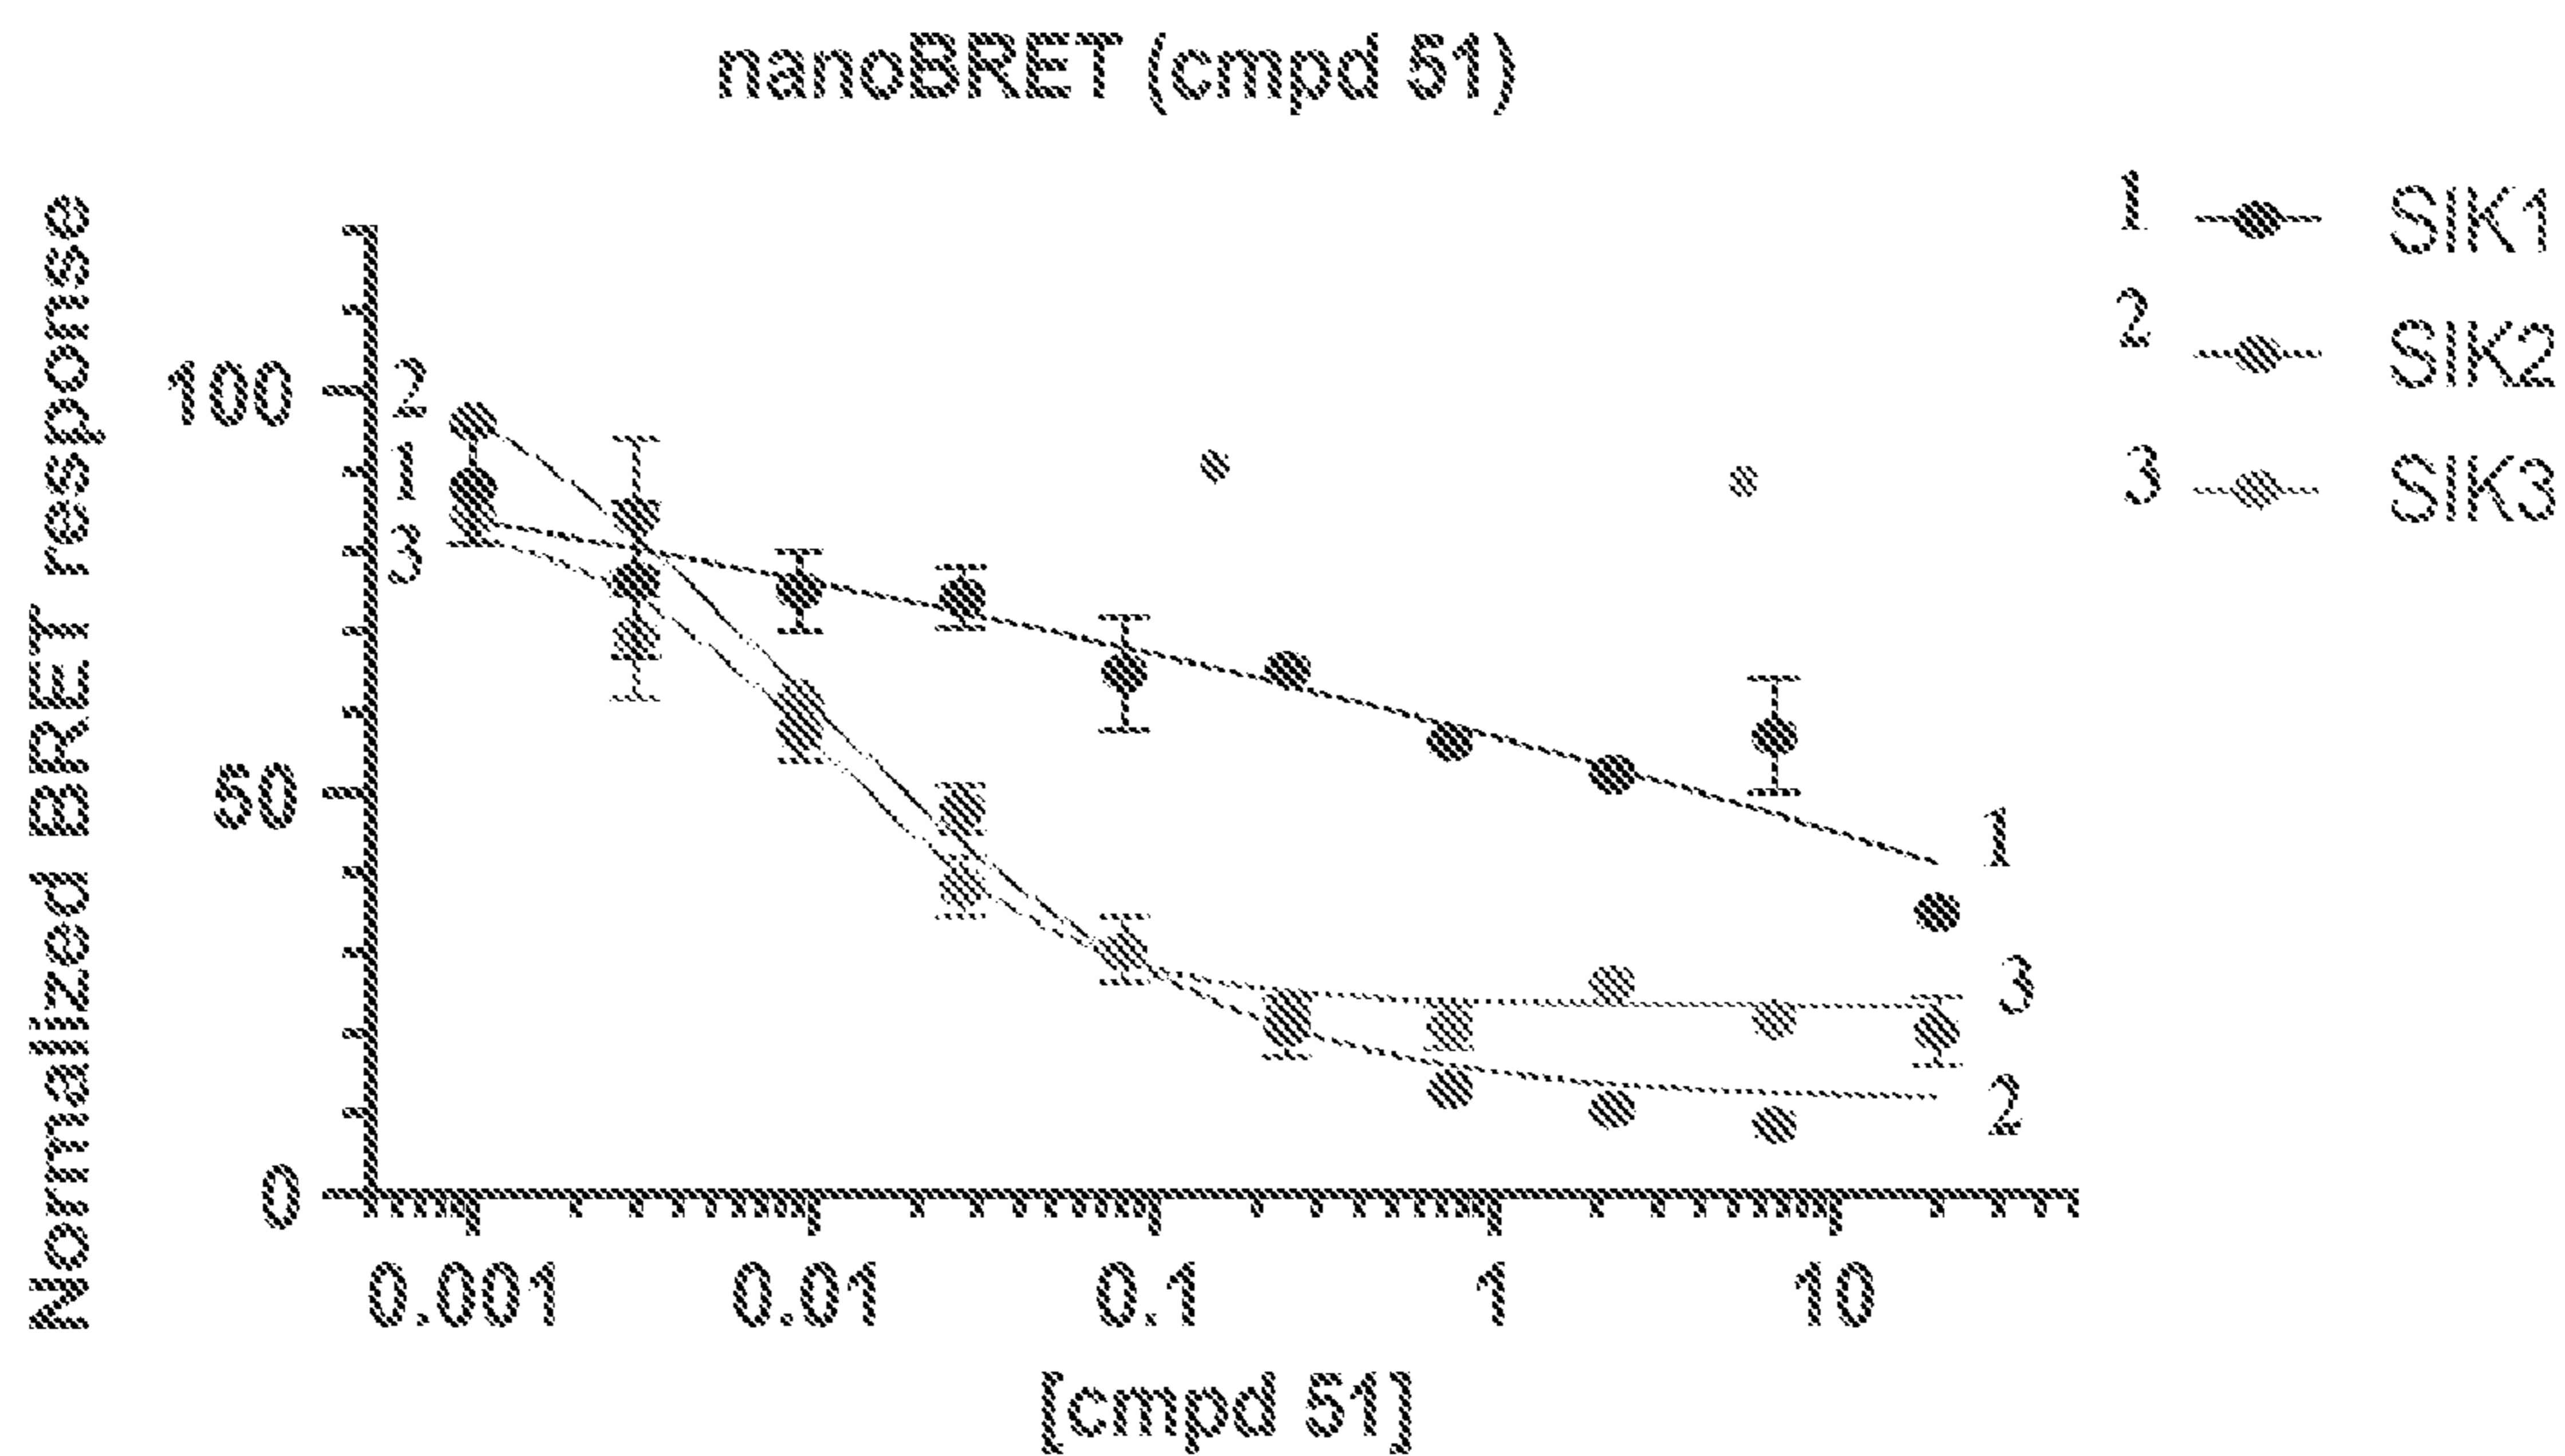 nanoBRET (cmpd 51)
Normalized BRET response
100
50
0
2
1
3
1
3
2
0.001
0.01
0.1
1
10
[cmpd 51]
1 SIK1
2 SIK2
3 SIK3